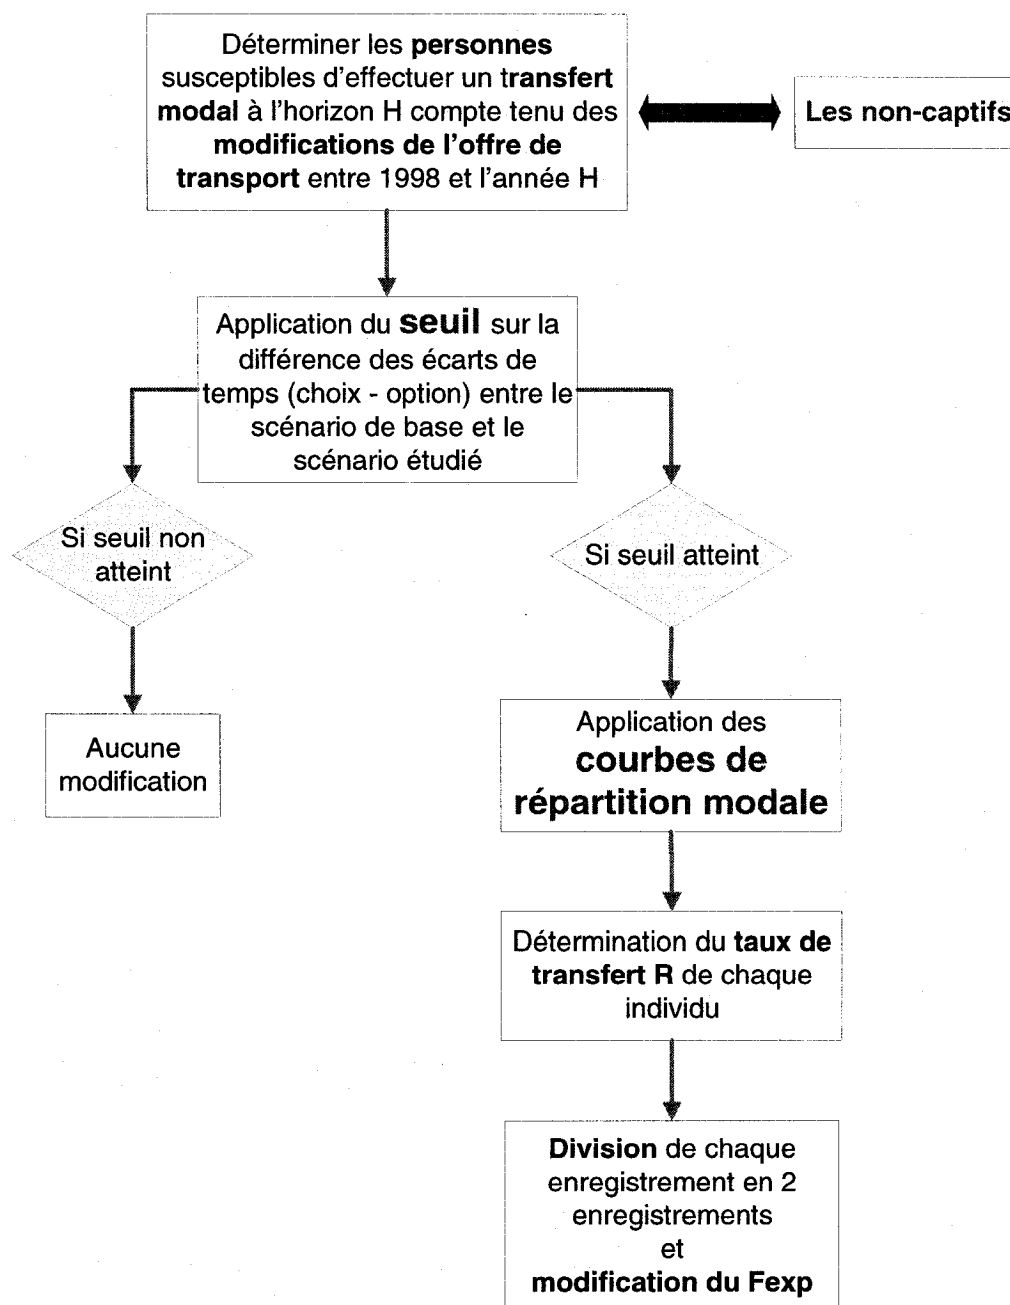 Déterminer les personnes
susceptibles d'effectuer un transfert
modal à l'horizon H compte tenu des
modifications de l'offre de
transport entre 1998 et l'année H
Les non-captifs
Application du seuil sur la
différence des écarts de
temps (choix - option) entre le
scénario de base et le
scénario étudié
Si seuil non
atteint
Si seuil atteint
Aucune
modification
Application des
courbes de
répartition modale
Détermination du taux de
transfert R de chaque
individu
Division de chaque
enregistrement en 2
enregistrements
et
modification du Fexp